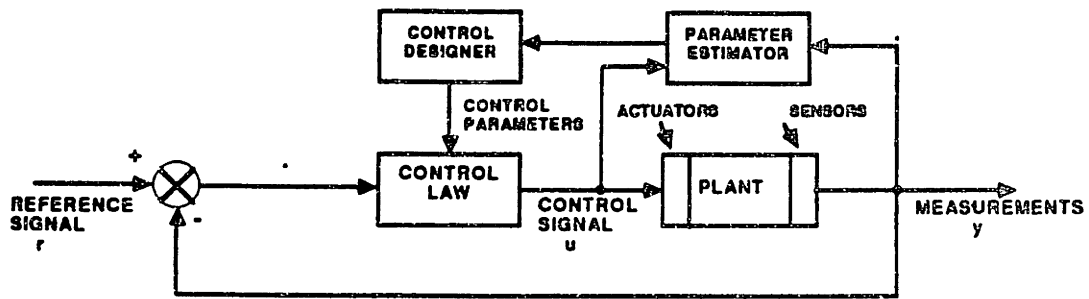 CONTROL
DESIGNER
PARAMETER
ESTIMATOR
CONTROL
PARAMETERS
ACTUATORS
SENSORS
+
CONTROL
LAW
PLANT
-
REFERENCE
SIGNAL
r
CONTROL
SIGNAL
u
MEASUREMENTS
y